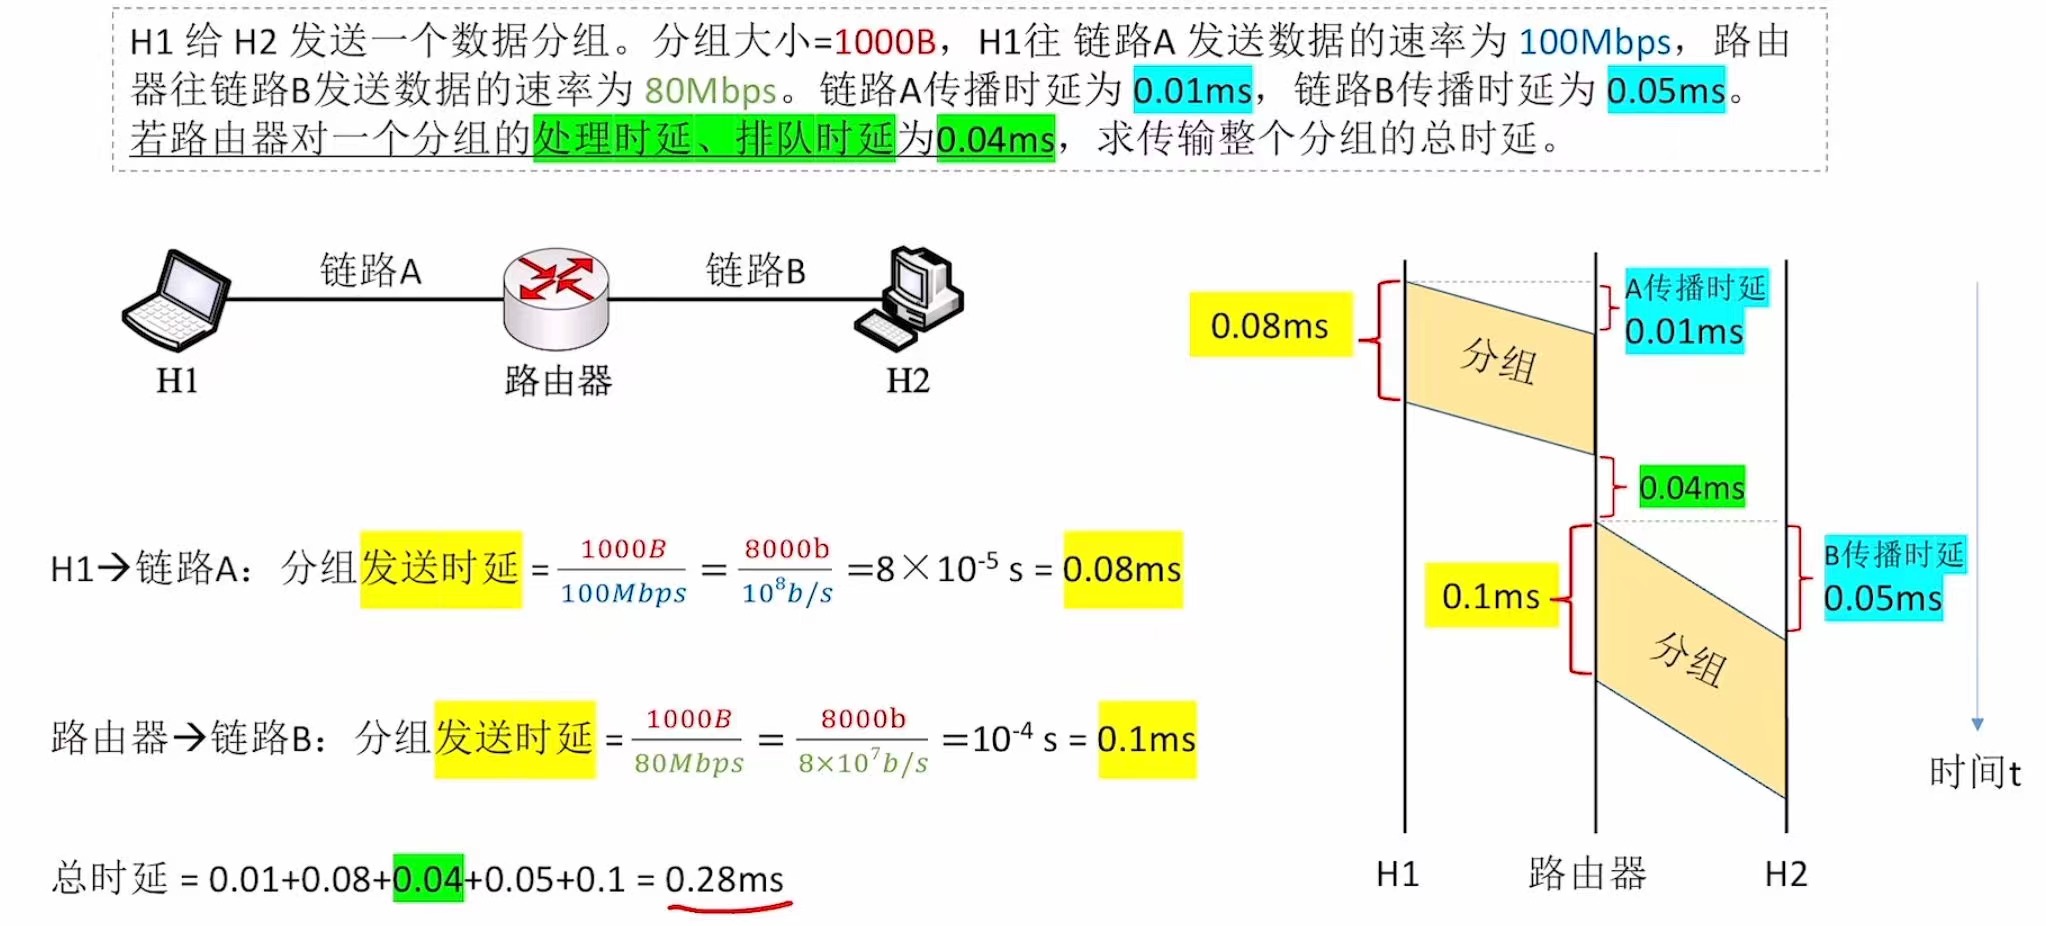 H1 给 H2 发送一个数据分组。分组大小=1000B，H1往 链路A 发送数据的速率为 100Mbps，路由
器往链路B发送数据的速率为 80Mbps。链路A传播时延为 0.01ms，链路B传播时延为 0.05ms。
若路由器对一个分组的处理时延、排队时延为0.04ms，求传输整个分组的总时延。
链路A
链路B
H1
路由器
H2
H1→链路A：分组发送时延 = 1000B/100Mbps = 8000b/10⁸b/s =8×10⁻⁵ s = 0.08ms
路由器→链路B：分组发送时延 = 1000B/80Mbps = 8000b/8×10⁷b/s =10⁻⁴ s = 0.1ms
总时延 = 0.01+0.08+0.04+0.05+0.1 = 0.28ms
A传播时延
0.01ms
0.08ms
分组
0.04ms
B传播时延
0.05ms
0.1ms
分组
时间t
H1
路由器
H2